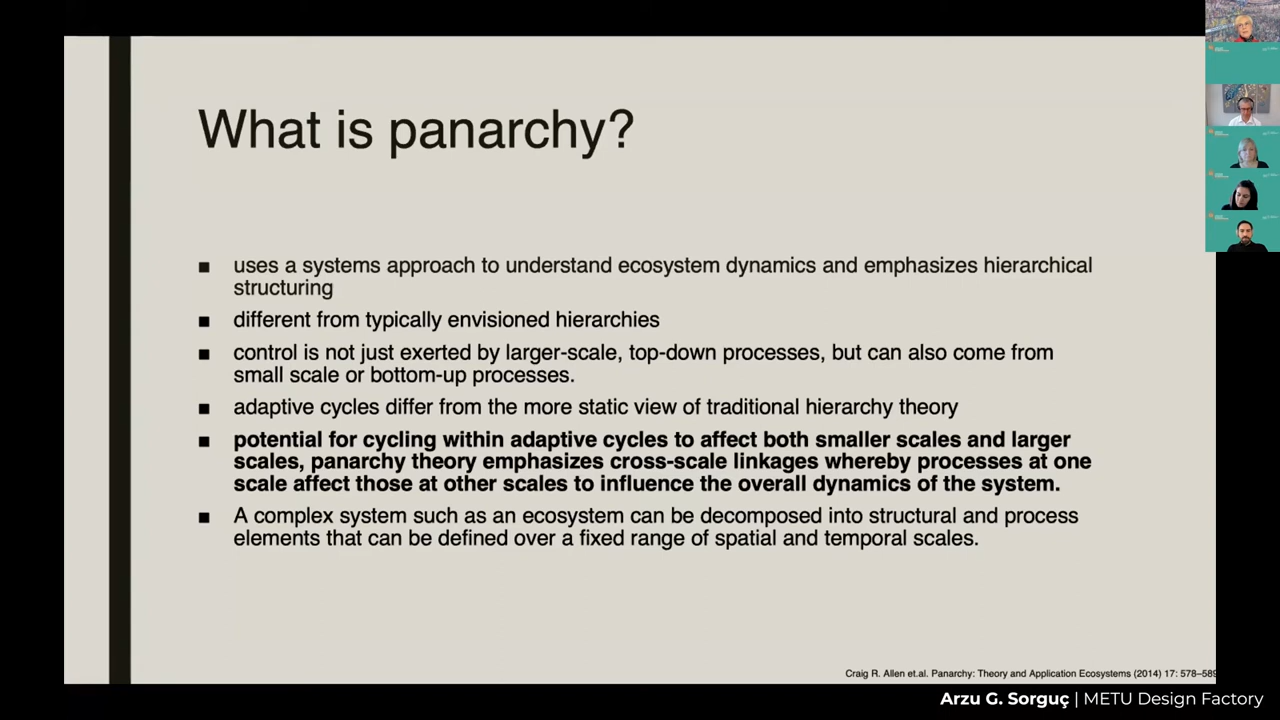 What is panarchy?
uses a systems approach to understand ecosystem dynamics and emphasizes hierarchical
structuring
different from typically envisioned hierarchies
control is not just exerted by larger-scale, top-down processes, but can also come from
small scale or bottom-up processes.
adaptive cycles differ from the more static view of traditional hierarchy theory
potential for cycling within adaptive cycles to affect both smaller scales and larger
scales, panarchy theory emphasizes cross-scale linkages whereby processes at one
scale affect those at other scales to influence the overall dynamics of the system.
A complex system such as an ecosystem can be decomposed into structural and process
elements that can be defined over a fixed range of spatial and temporal scales.
Craig R. Allen et.al. Panarchy: Theory and Application Ecosystems (2014) 17: 578–589
Arzu G. Sorguç | METU Design Factory